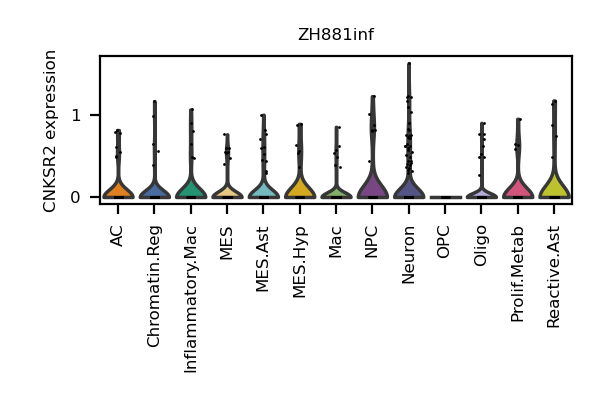 ZH881inf
CNKSR2 expression
1
0
AC
Chromatin.Reg
Inflammatory.Mac
MES
MES.Ast
MES.Hyp
Mac
NPC
Neuron
OPC
Oligo
Prolif.Metab
Reactive.Ast